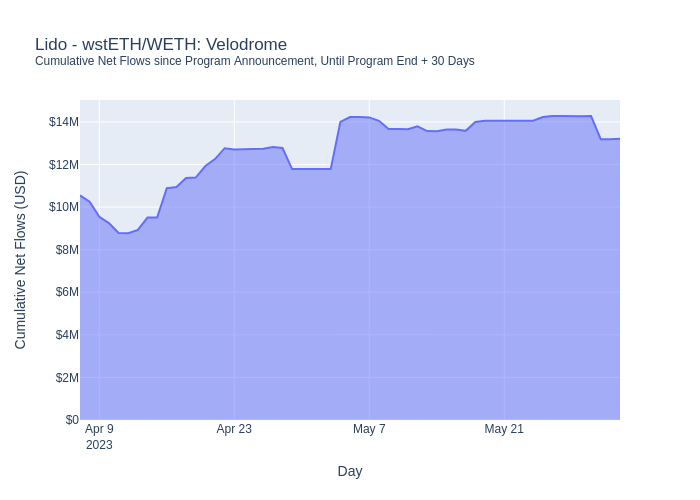 Lido - wstETH/WETH: Velodrome
Cumulative Net Flows since Program Announcement, Until Program End + 30 Days
Cumulative Net Flows (USD)
$14M
$12M
$10M
$8M
$6M
$4M
$2M
$0
Apr 9
2023
Apr 23
May 7
May 21
Day